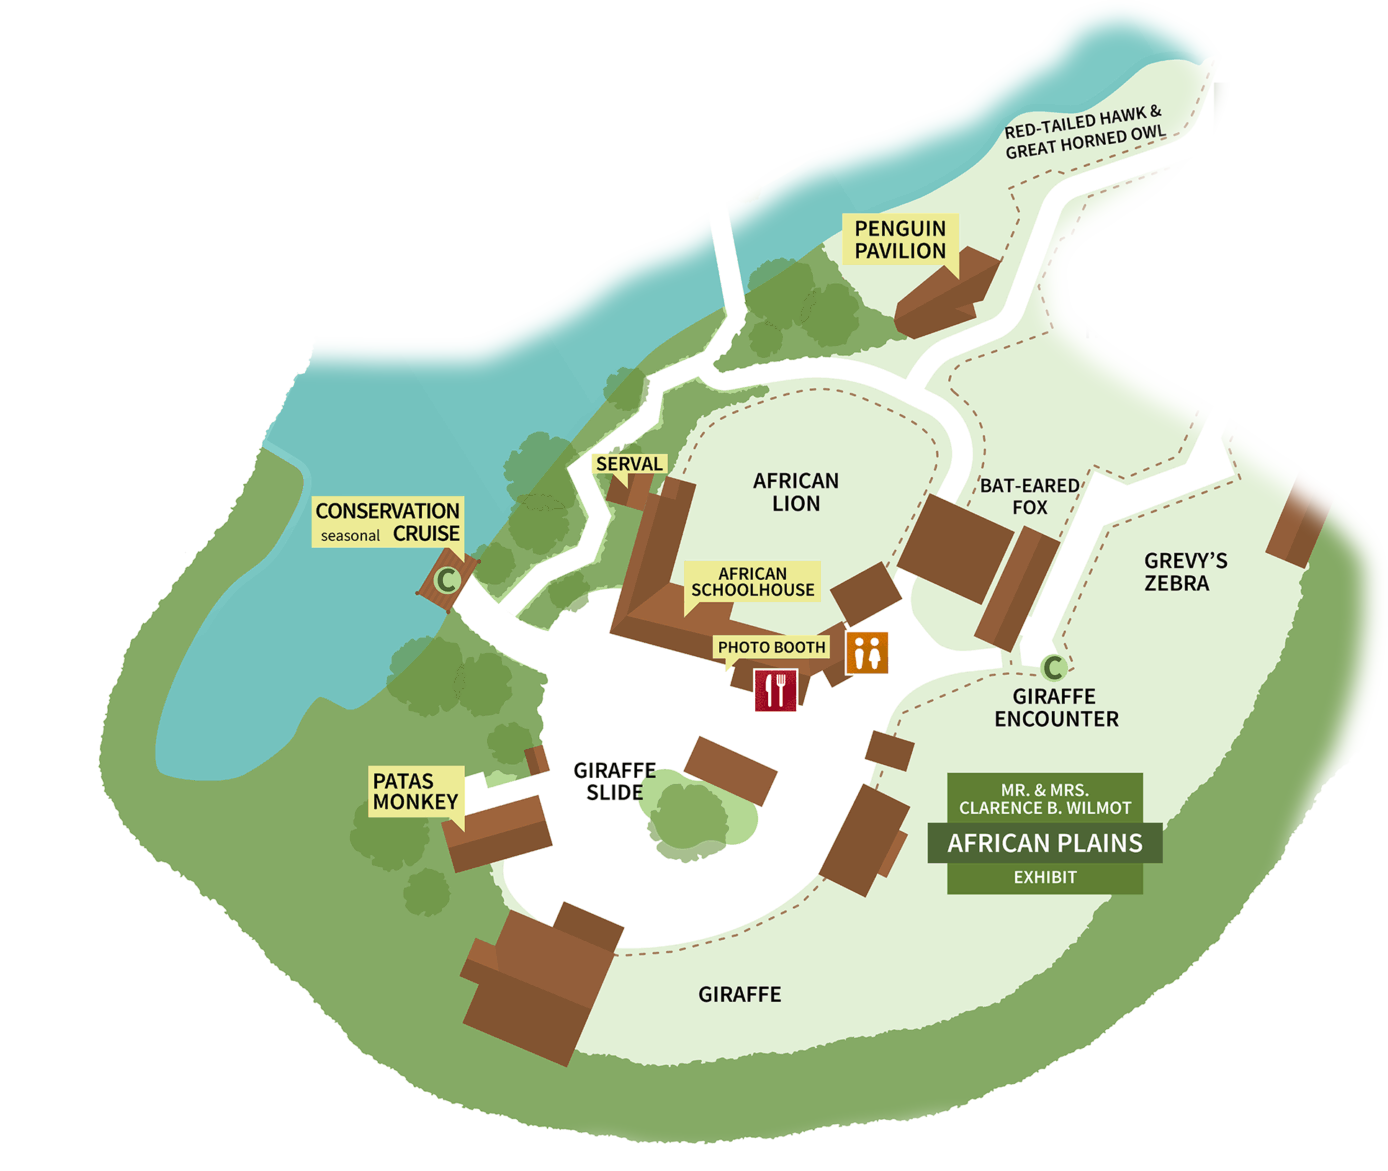 RED-TAILED HAWK &
GREAT HORNED OWL
PENGUIN
PAVILION
SERVAL
AFRICAN
LION
BAT-EARED
FOX
CONSERVATION
seasonal CRUISE
C
GREVY’S
ZEBRA
AFRICAN
SCHOOLHOUSE
PHOTO BOOTH
C
GIRAFFE
ENCOUNTER
PATAS
MONKEY
GIRAFFE
SLIDE
MR. & MRS.
CLARENCE B. WILMOT
AFRICAN PLAINS
EXHIBIT
GIRAFFE